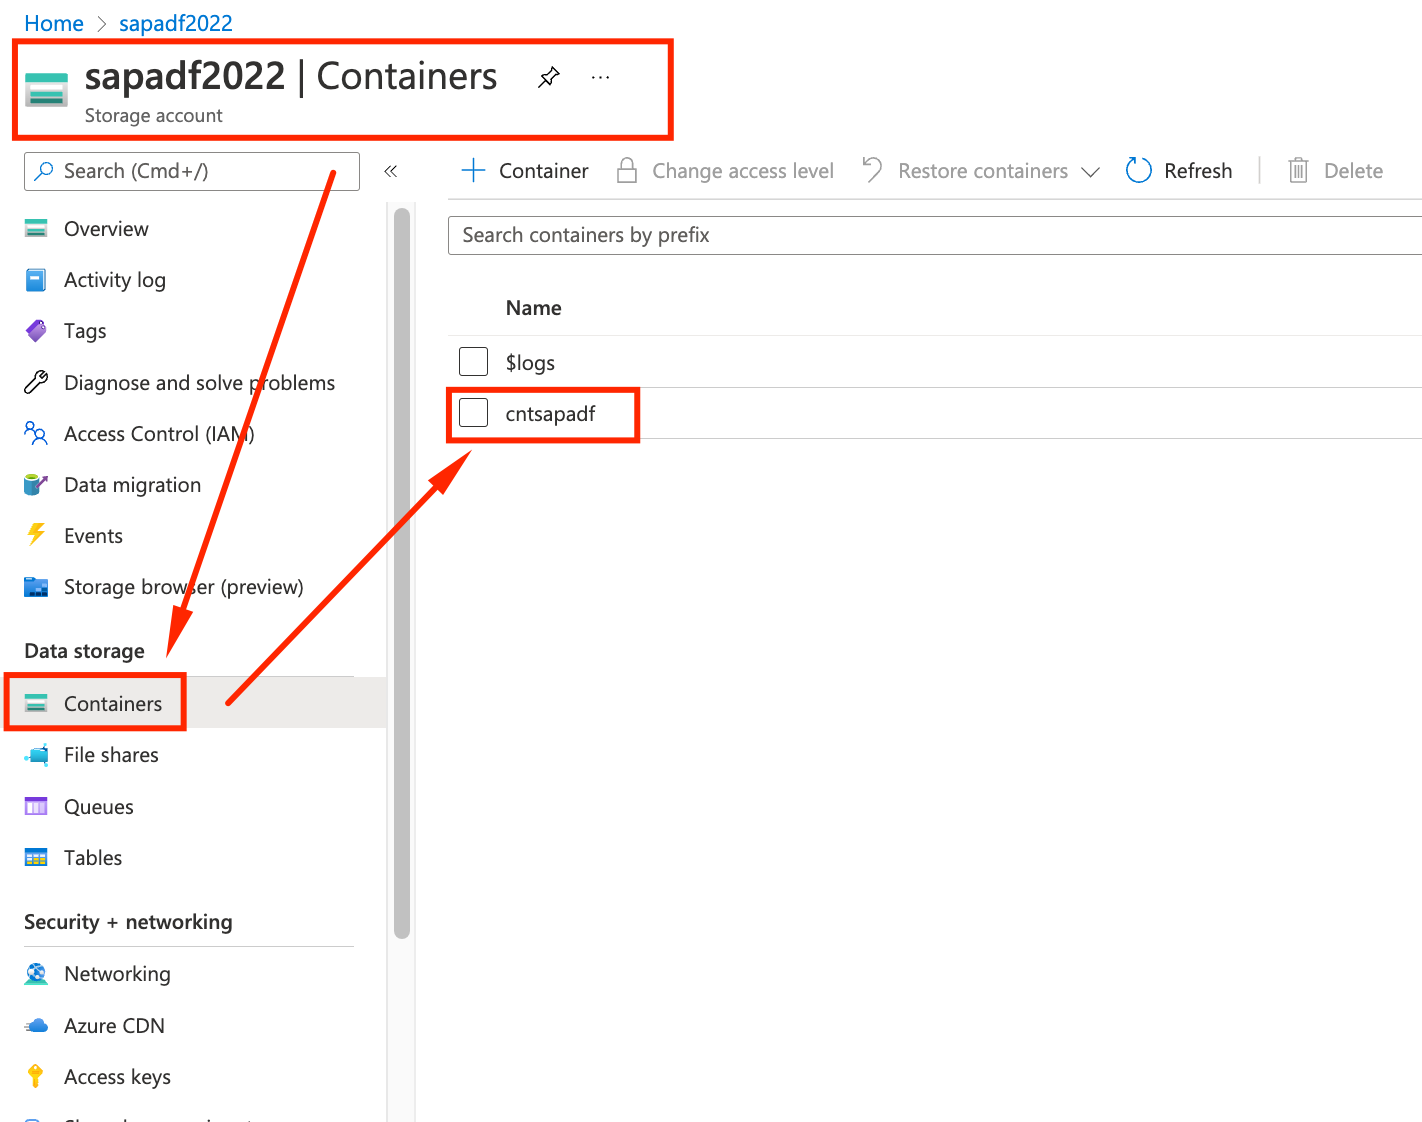 Home > sapadf2022
sapadf2022 | Containers ...
Storage account
Search (Cmd+/)
«
Overview
Activity log
Tags
Diagnose and solve problems
Access Control (IAM)
Data migration
Events
Storage browser (preview)
Data storage
Containers
File shares
Queues
Tables
Security + networking
Networking
Azure CDN
Access keys
+ Container Change access level Restore containers Refresh | Delete
Search containers by prefix
Name
$logs
cntsapadf